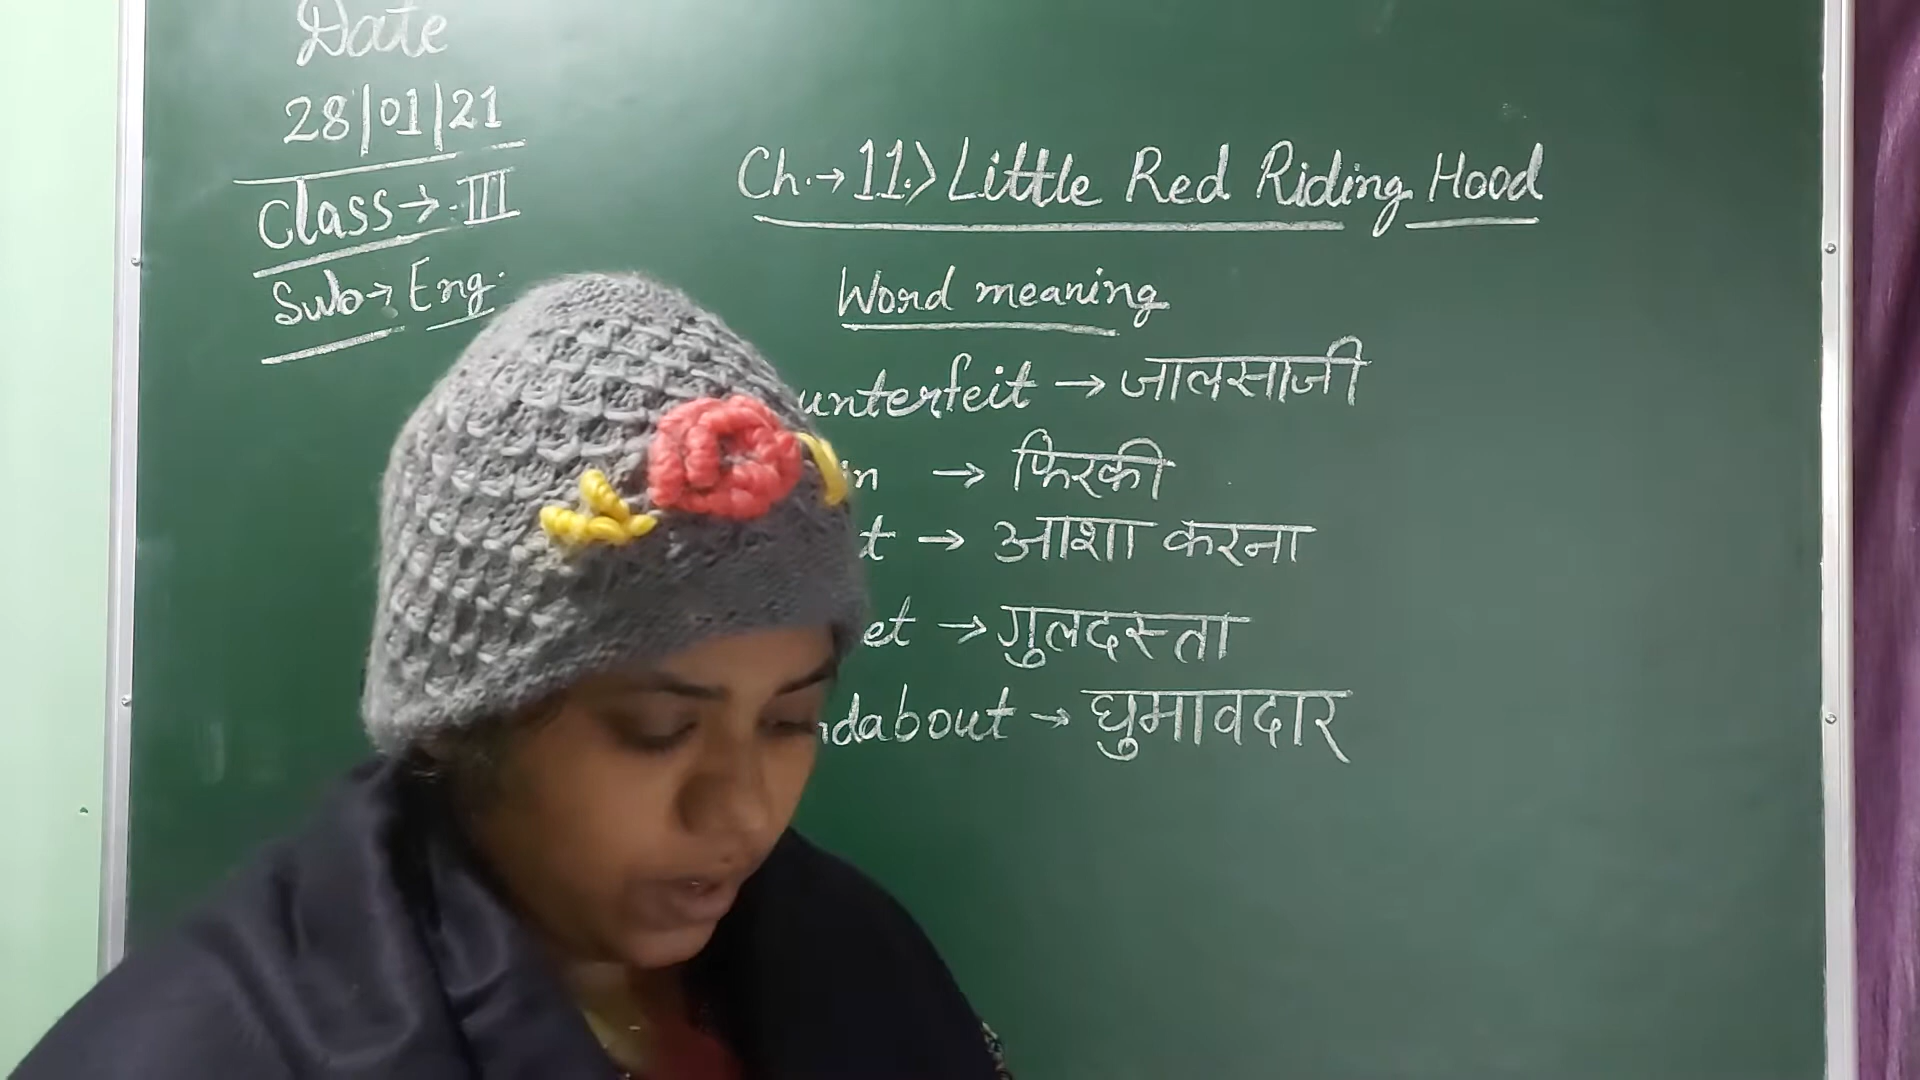 Date
28|01|21
Class→ III
Sub→ Eng.
Ch.→ 11.) Little Red Riding Hood
Word meaning
unterfeit → जालसाजी
in → फिरकी
t → आशा करना
et → गुलदस्ता
ndabout → घुमावदार